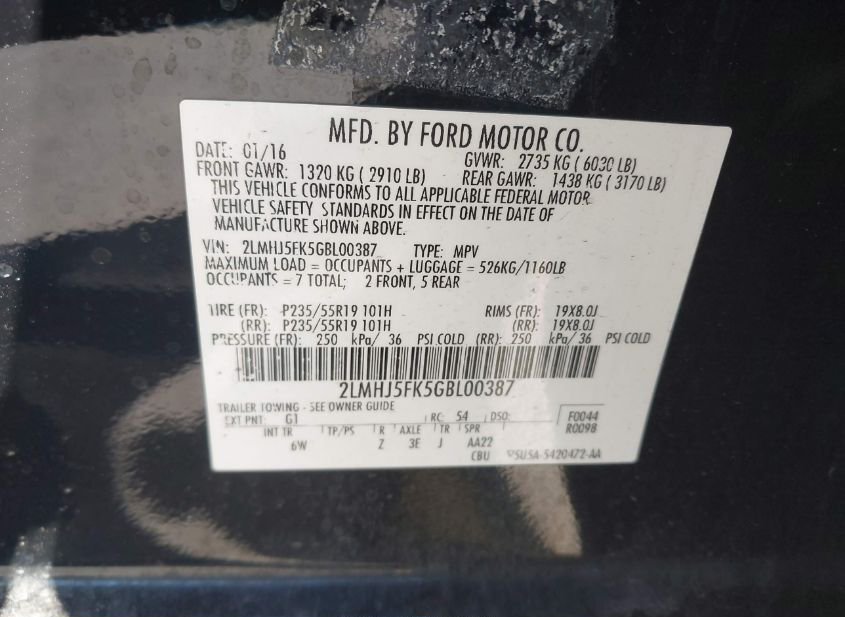 MFD. BY FORD MOTOR CO.
DATE: 01/16 GVWR: 2735 KG ( 6030 LB)
FRONT GAWR: 1320 KG ( 2910 LB) REAR GAWR: 1438 KG ( 3170 LB)
THIS VEHICLE CONFORMS TO ALL APPLICABLE FEDERAL MOTOR
VEHICLE SAFETY STANDARDS IN EFFECT ON THE DATE OF
MANUFACTURE SHOWN ABOVE.
VIN: 2LMHJ5FK5GBL00387 TYPE: MPV
MAXIMUM LOAD = OCCUPANTS + LUGGAGE = 526KG/1160LB
OCCUPANTS = 7 TOTAL; 2 FRONT, 5 REAR
TIRE (FR): P235/55R19 101H RIMS (FR): 19X8.0J
(RR): P235/55R19 101H (RR): 19X8.0J
PRESSURE (FR): 250 kPa/ 36 PSI COLD (RR): 250 kPa/ 36 PSI COLD
2LMHJ5FK5GBL00387
TRAILER TOWING - SEE OWNER GUIDE
EXT PNT: G1 RC: 54 DSO: F0044
INT TR TP/PS R AXLE TR SPR R0098
6W Z 3E J AA22
CBU 5U5A-5420472-AA